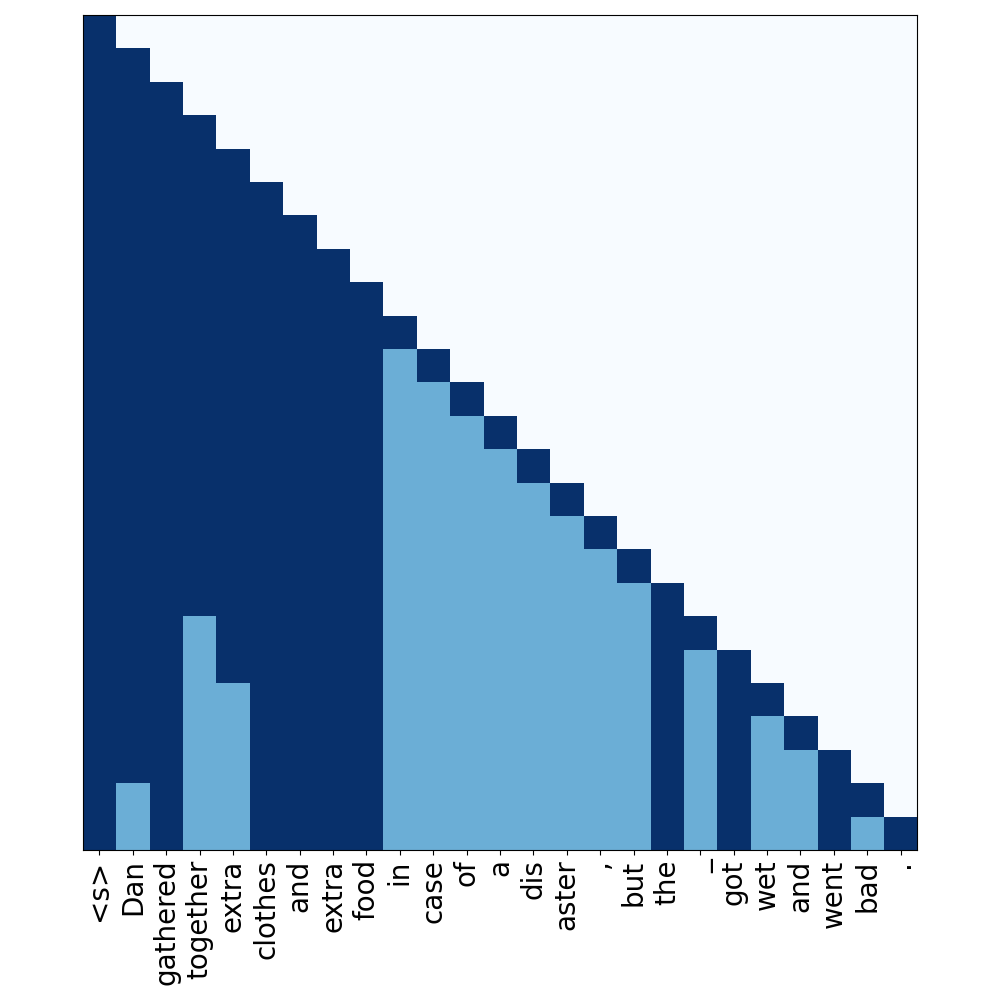 <s>
Dan
gathered
together
extra
clothes
and
extra
food
in
case
of
a
dis
aster
,
but
the
_
got
wet
and
went
bad
.